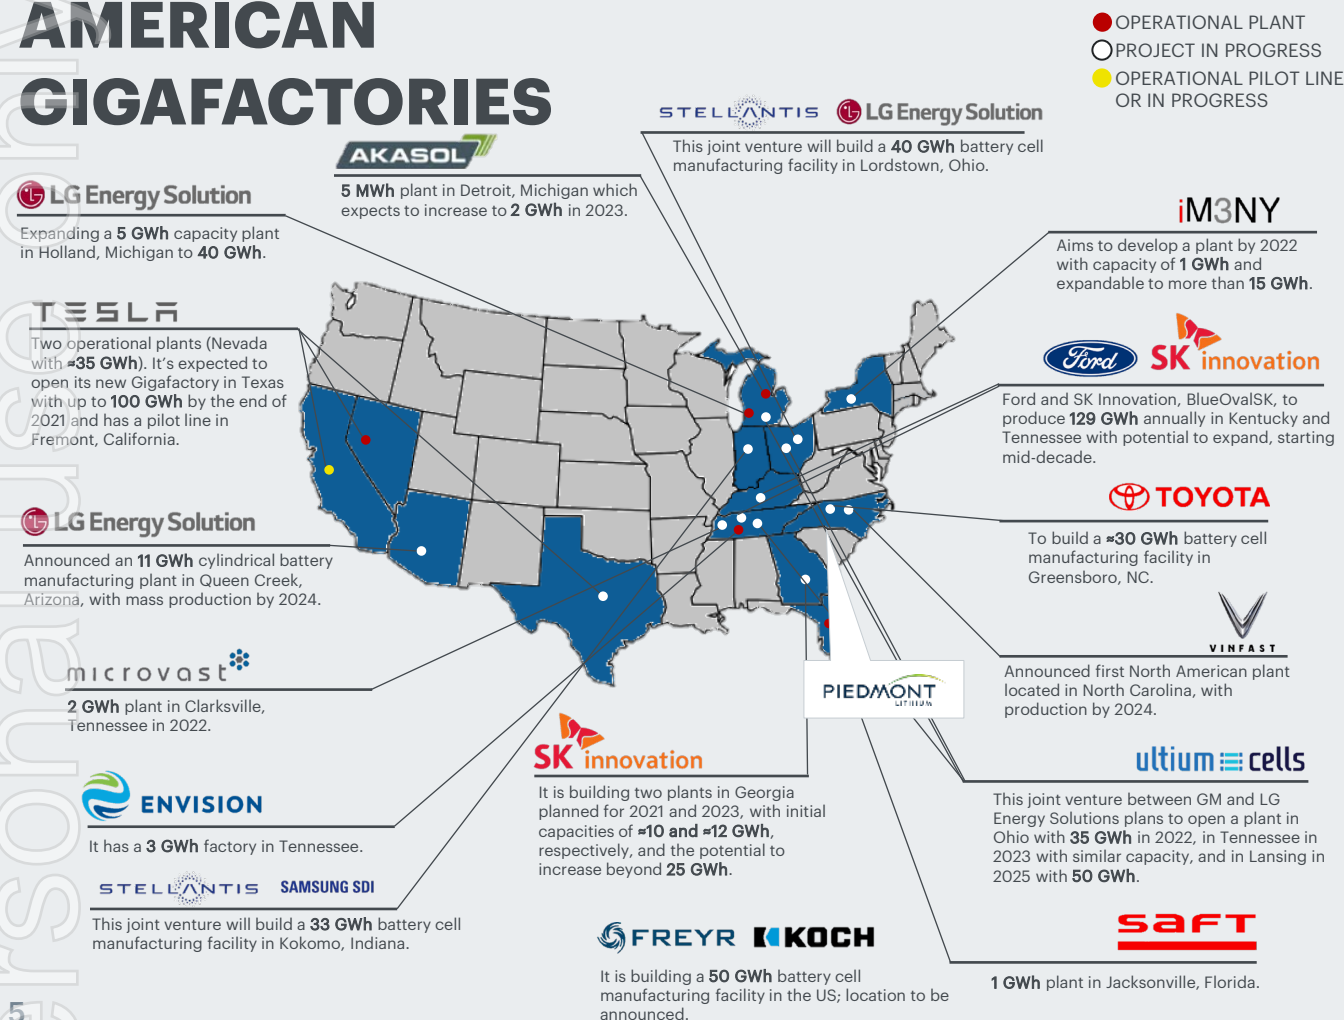 AMERICAN
GIGAFACTORIES
OPERATIONAL PLANT
PROJECT IN PROGRESS
OPERATIONAL PILOT LINE
OR IN PROGRESS
STELLANTIS LG Energy Solution
This joint venture will build a 40 GWh battery cell
manufacturing facility in Lordstown, Ohio.
AKASOL
5 MWh plant in Detroit, Michigan which
expects to increase to 2 GWh in 2023.
LG Energy Solution
Expanding a 5 GWh capacity plant
in Holland, Michigan to 40 GWh.
iM3NY
Aims to develop a plant by 2022
with capacity of 1 GWh and
expandable to more than 15 GWh.
TESLA
Two operational plants (Nevada
with ≈35 GWh). It's expected to
open its new Gigafactory in Texas
with up to 100 GWh by the end of
2021 and has a pilot line in
Fremont, California.
Ford SK innovation
Ford and SK Innovation, BlueOvalSK, to
produce 129 GWh annually in Kentucky and
Tennessee with potential to expand, starting
mid-decade.
LG Energy Solution
Announced an 11 GWh cylindrical battery
manufacturing plant in Queen Creek,
Arizona, with mass production by 2024.
TOYOTA
To build a ≈30 GWh battery cell
manufacturing facility in
Greensboro, NC.
microvast
2 GWh plant in Clarksville,
Tennessee in 2022.
VINFAST
Announced first North American plant
located in North Carolina, with
production by 2024.
PIEDMONT
LITHIUM
ENVISION
It has a 3 GWh factory in Tennessee.
SK innovation
It is building two plants in Georgia
planned for 2021 and 2023, with initial
capacities of ≈10 and ≈12 GWh,
respectively, and the potential to
increase beyond 25 GWh.
ultium cells
This joint venture between GM and LG
Energy Solutions plans to open a plant in
Ohio with 35 GWh in 2022, in Tennessee in
2023 with similar capacity, and in Lansing in
2025 with 50 GWh.
STELLANTIS SAMSUNG SDI
This joint venture will build a 33 GWh battery cell
manufacturing facility in Kokomo, Indiana.
FREYR KOCH
It is building a 50 GWh battery cell
manufacturing facility in the US; location to be
announced.
saft
1 GWh plant in Jacksonville, Florida.
5
ersonal use only